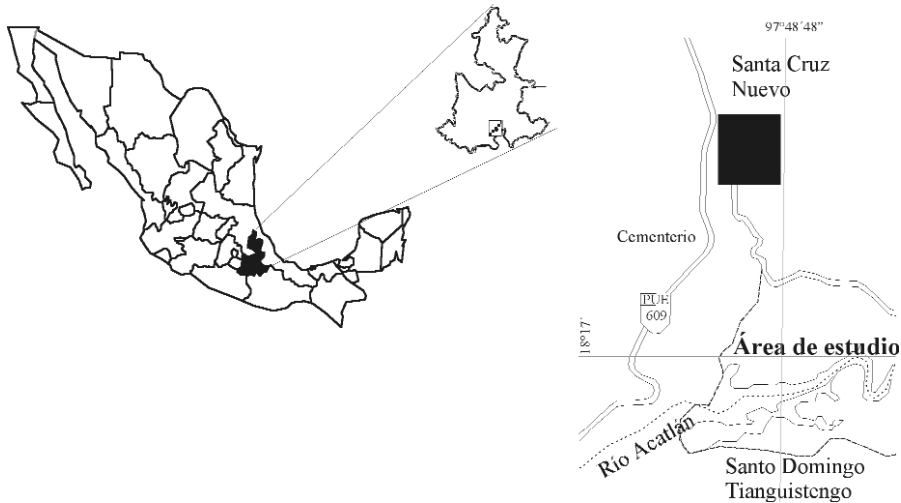 97°48´48”
Santa Cruz
Nuevo
Cementerio
PUE
609
18°17´
Área de estudio
Río Acatlán
Santo Domingo
Tianguistengo